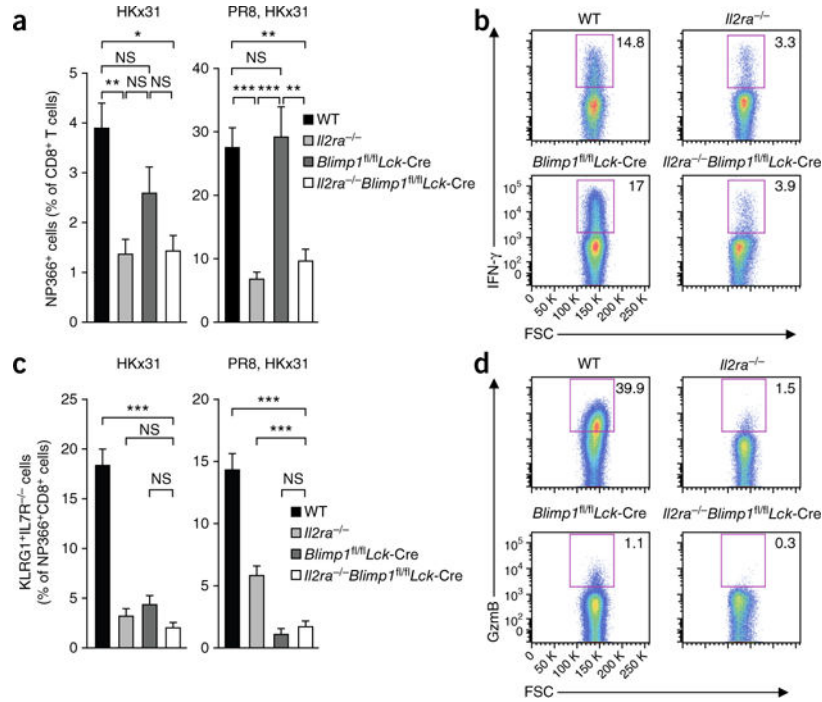 a
HKx31
PR8, HKx31
*
NS
** NS NS
**
NS
*** *** **
NP366⁺ cells (% of CD8⁺ T cells)
5
4
3
2
1
0
40
30
20
10
0
WT
Il2ra⁻/⁻
Blimp1fl/flLck-Cre
Il2ra⁻/⁻Blimp1fl/flLck-Cre
b
WT
Il2ra⁻/⁻
14.8
3.3
Blimp1fl/flLck-Cre
Il2ra⁻/⁻Blimp1fl/flLck-Cre
17
3.9
10⁵
10⁴
10³
10²
0
IFN-γ
0
50 K
100 K
150 K
200 K
250 K
FSC
c
HKx31
PR8, HKx31
***
NS
NS
***
***
NS
KLRG1⁺IL7R⁻/⁻ cells
(% of NP366⁺CD8⁺ cells)
25
20
15
10
5
0
20
15
10
5
0
WT
Il2ra⁻/⁻
Blimp1fl/flLck-Cre
Il2ra⁻/⁻Blimp1fl/flLck-Cre
d
WT
Il2ra⁻/⁻
39.9
1.5
Blimp1fl/flLck-Cre
Il2ra⁻/⁻Blimp1fl/flLck-Cre
1.1
0.3
10⁵
10⁴
10³
10²
0
GzmB
0
50 K
100 K
150 K
200 K
250 K
FSC